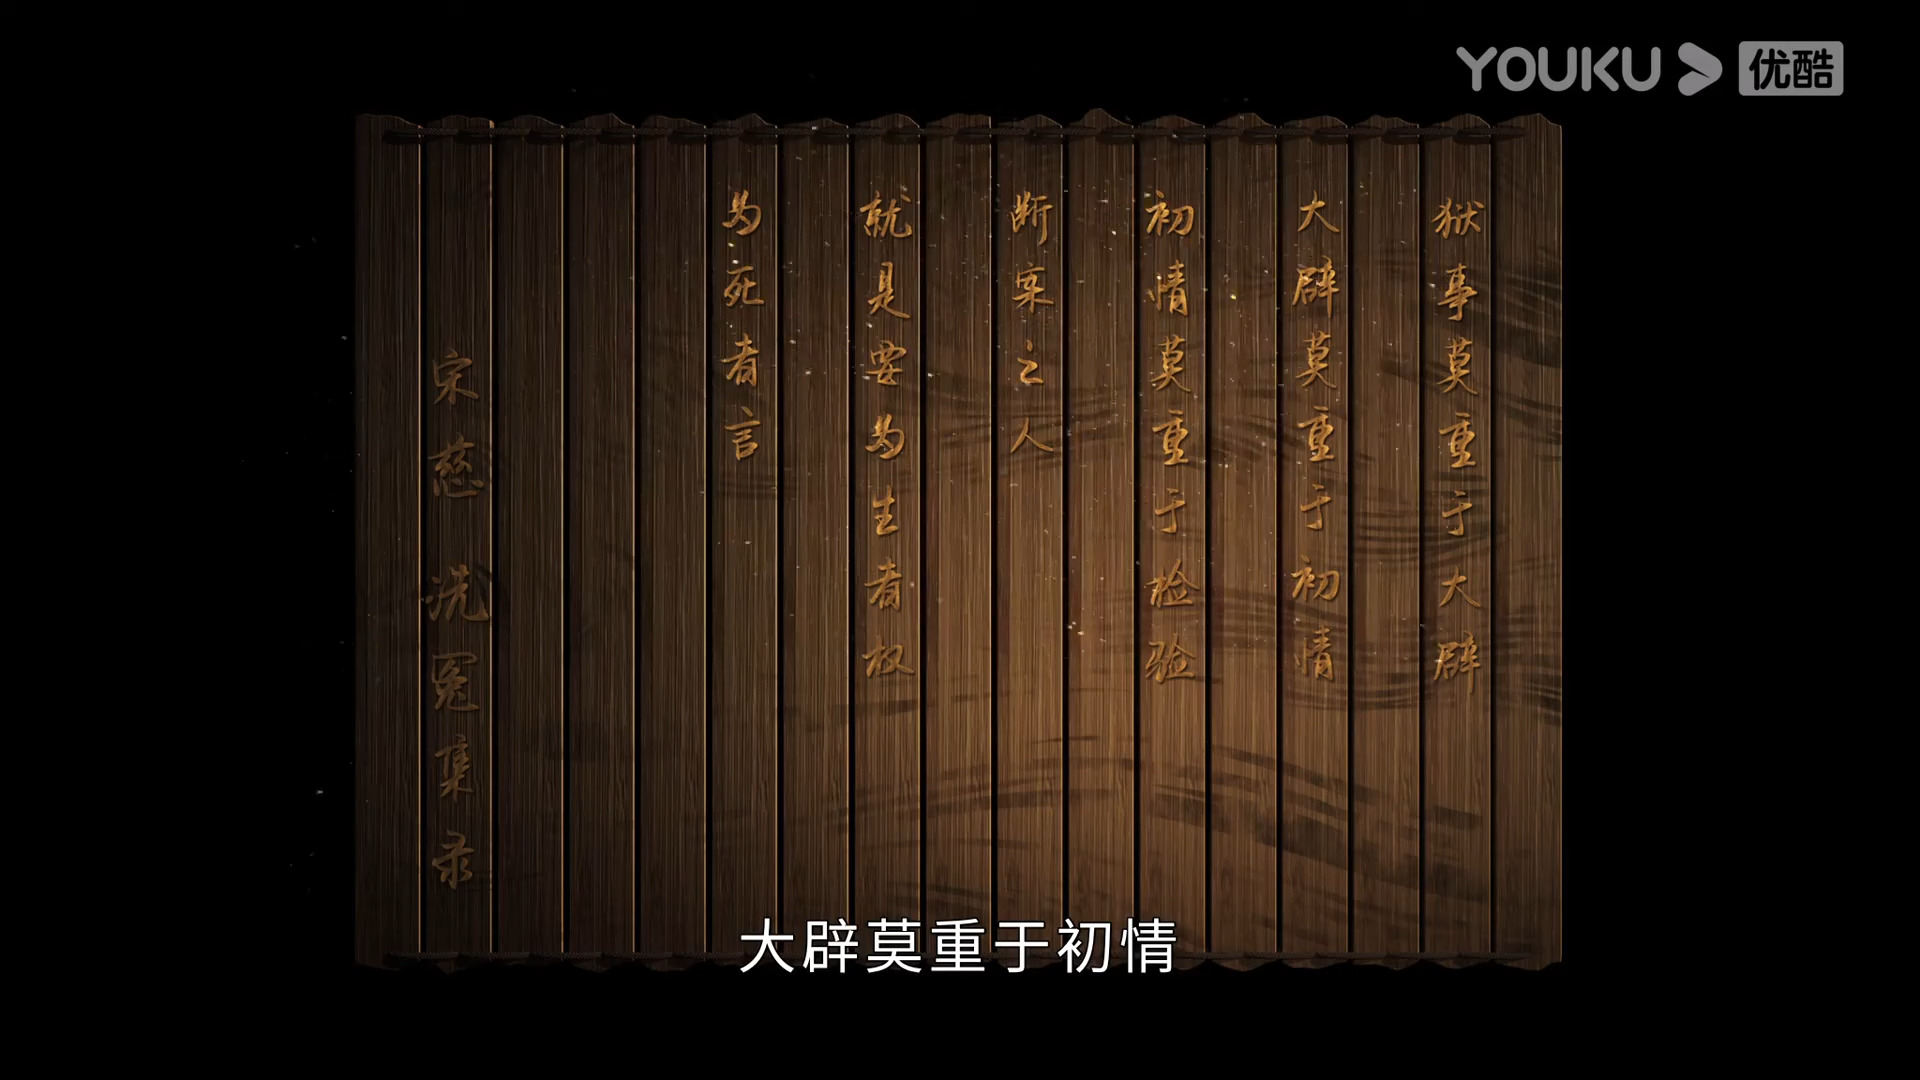 YOUKU 优酷
狱事莫重于大辟
大辟莫重于初情
初情莫重于检验
断案之人
就是要为生者权
为死者言
宋慈 洗冤集录
大辟莫重于初情